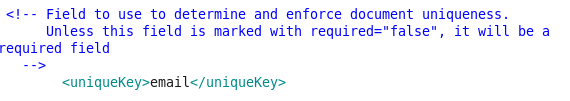 <!-- Field to use to determine and enforce document uniqueness.
Unless this field is marked with required="false", it will be a
required field
-->
<uniqueKey>email</uniqueKey>